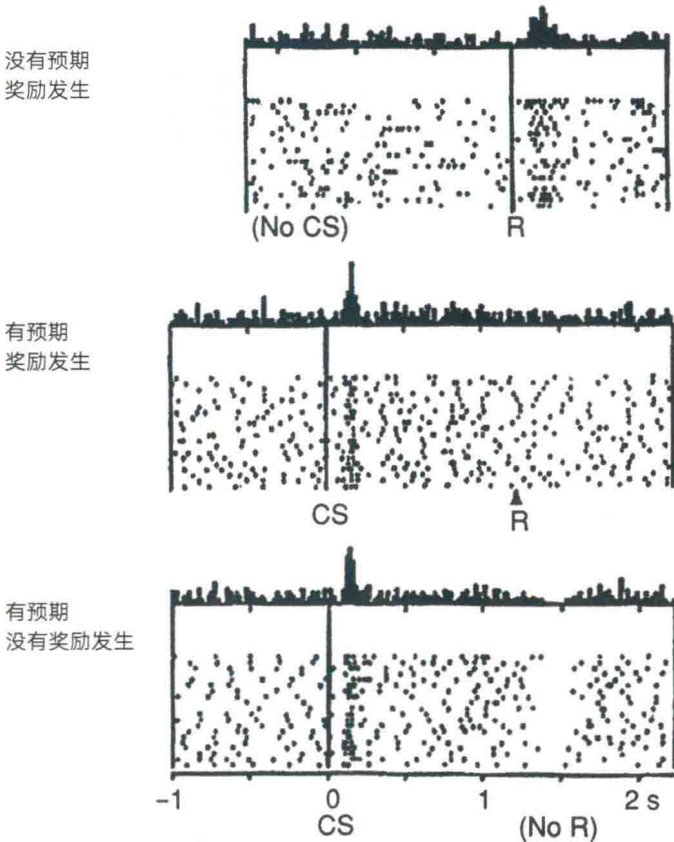 没有预期
奖励发生
(No CS) R
有预期
奖励发生
CS R
有预期
没有奖励发生
-1 0 1 2 s
CS (No R)